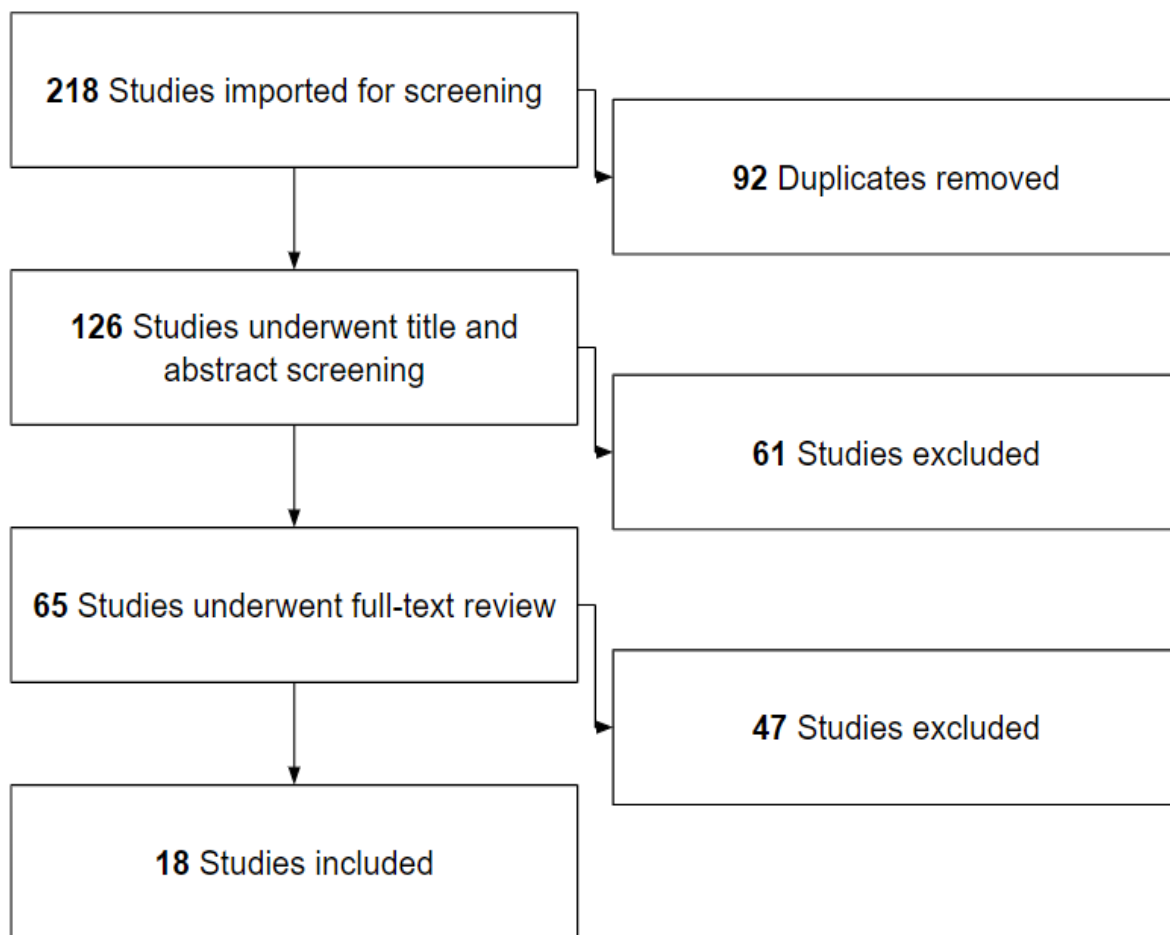 218 Studies imported for screening
92 Duplicates removed
126 Studies underwent title and
abstract screening
61 Studies excluded
65 Studies underwent full-text review
47 Studies excluded
18 Studies included